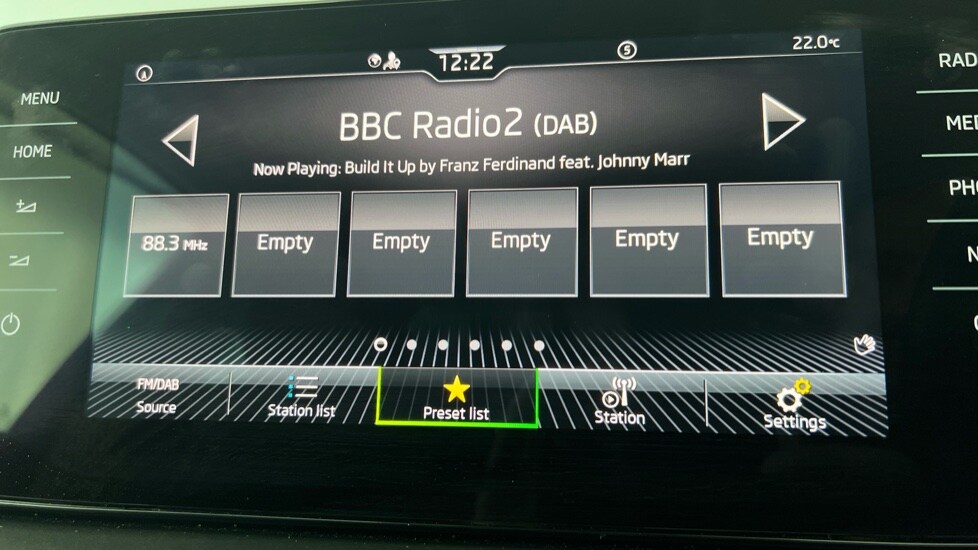 12:22
S
22.0°C
RAD
MENU
BBC Radio2 (DAB)
MED
HOME
Now Playing: Build It Up by Franz Ferdinand feat. Johnny Marr
PHO
88.3 MHz
Empty
Empty
Empty
Empty
Empty
N
FM/DAB
Source
Station list
Preset list
Station
Settings